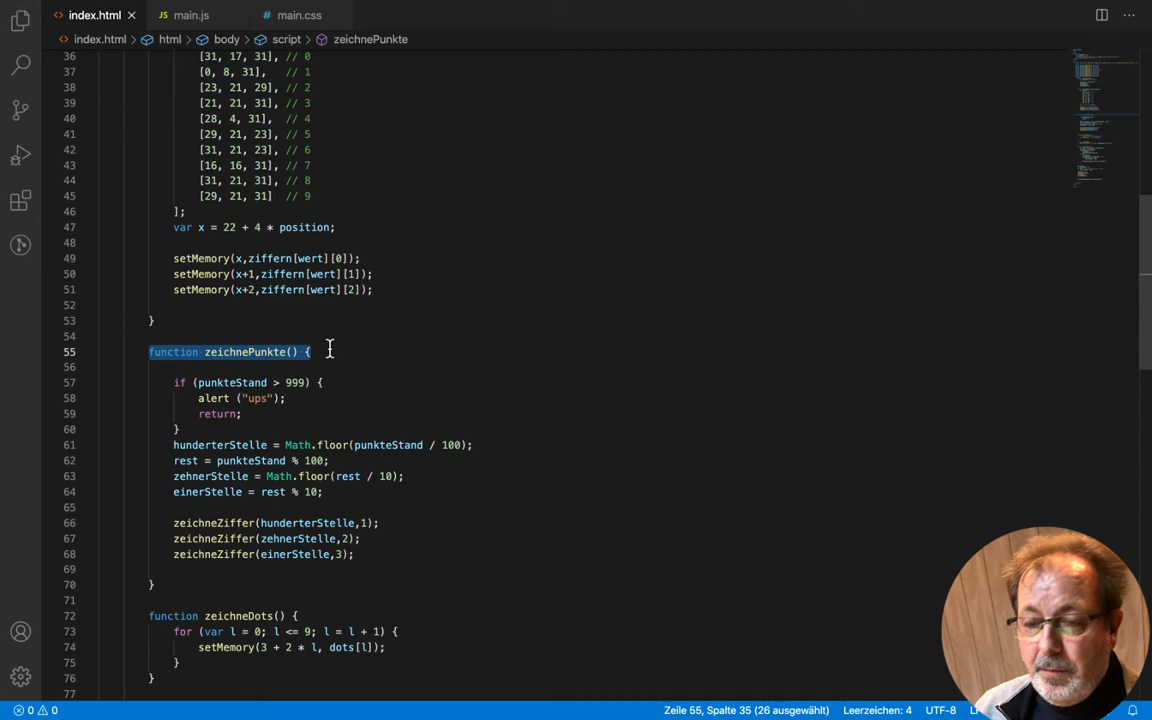 index.html
main.js
main.css
index.html > html > body > script > zeichnePunkte
36 [31, 17, 31], // 0
37 [0, 8, 31], // 1
38 [23, 21, 29], // 2
39 [21, 21, 31], // 3
40 [28, 4, 31], // 4
41 [29, 21, 23], // 5
42 [31, 21, 23], // 6
43 [16, 16, 31], // 7
44 [31, 21, 31], // 8
45 [29, 21, 31] // 9
46 ];
47 var x = 22 + 4 * position;
48
49 setMemory(x,ziffern[wert][0]);
50 setMemory(x+1,ziffern[wert][1]);
51 setMemory(x+2,ziffern[wert][2]);
52
53 }
54
55 function zeichnePunkte() {
56
57 if (punkteStand > 999) {
58 alert ("ups");
59 return;
60 }
61 hunderterStelle = Math.floor(punkteStand / 100);
62 rest = punkteStand % 100;
63 zehnerStelle = Math.floor(rest / 10);
64 einerStelle = rest % 10;
65
66 zeichneZiffer(hunderterStelle,1);
67 zeichneZiffer(zehnerStelle,2);
68 zeichneZiffer(einerStelle,3);
69
70 }
71
72 function zeichneDots() {
73 for (var l = 0; l <= 9; l = l + 1) {
74 setMemory(3 + 2 * l, dots[l]);
75 }
76 }
77
0 0 Zeile 55, Spalte 35 (26 ausgewählt) Leerzeichen: 4 UTF-8